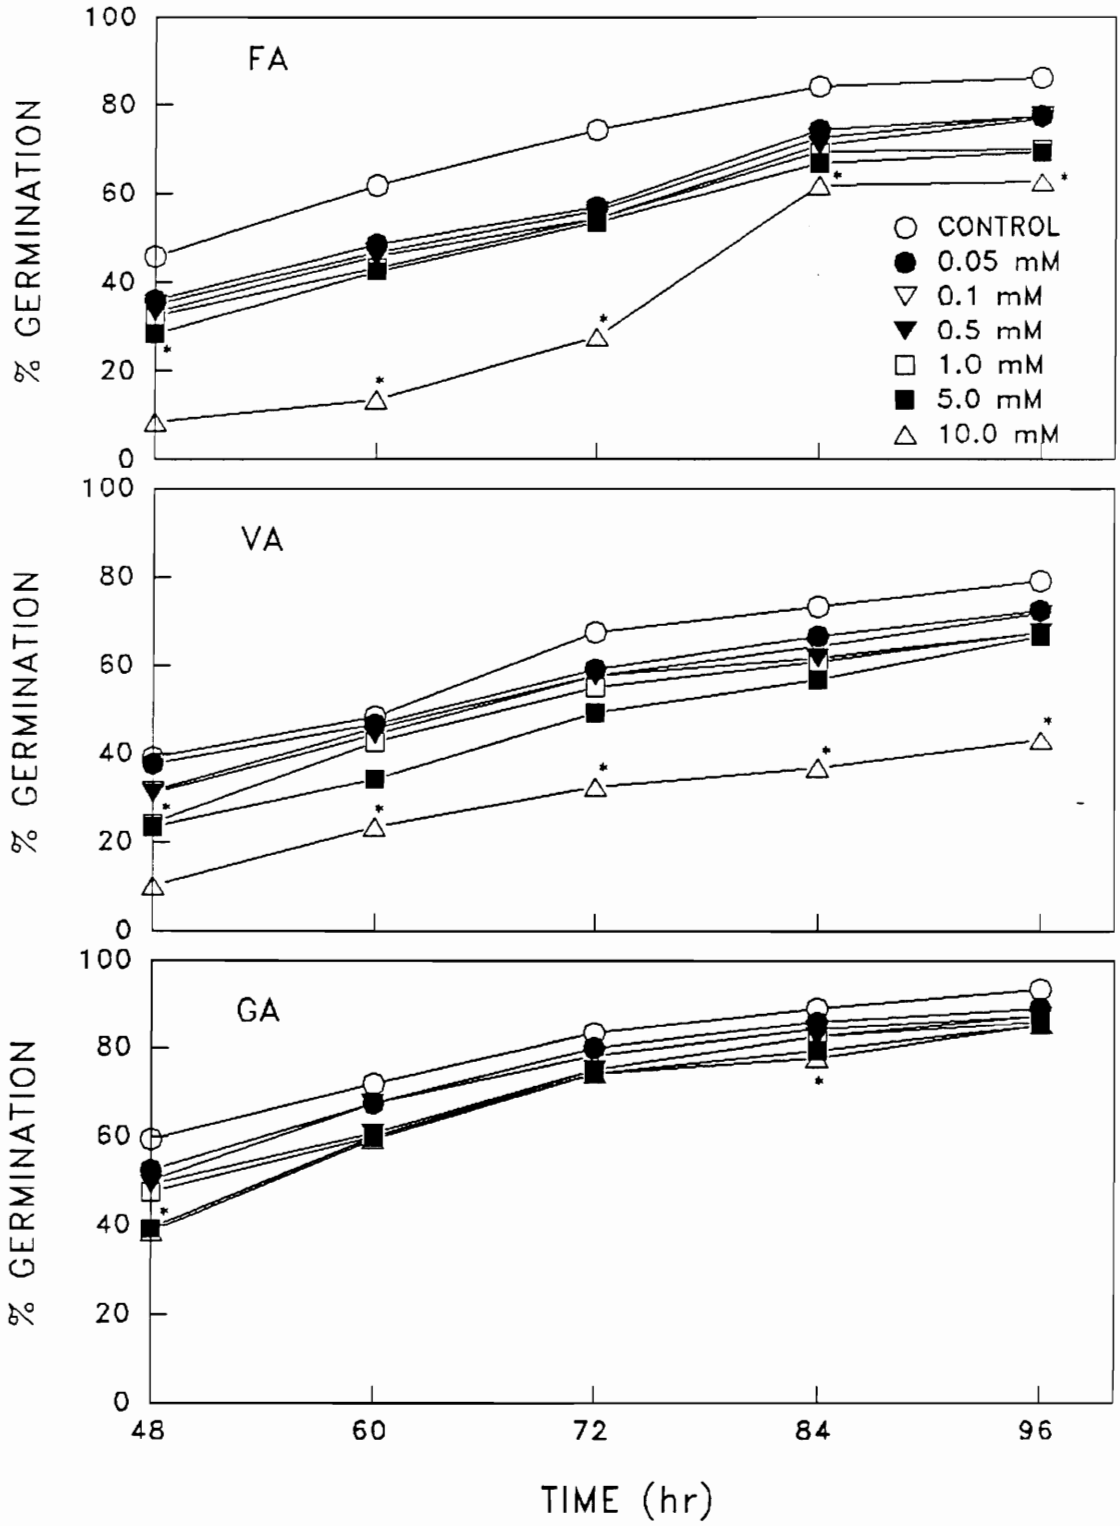 100
FA
80
60
40
20
0
% GERMINATION
*
*
*
*
*
CONTROL
0.05 mM
0.1 mM
0.5 mM
1.0 mM
5.0 mM
10.0 mM
100
VA
80
60
40
20
0
% GERMINATION
*
*
*
*
*
100
GA
80
60
40
20
0
% GERMINATION
*
*
48 60 72 84 96
TIME (hr)